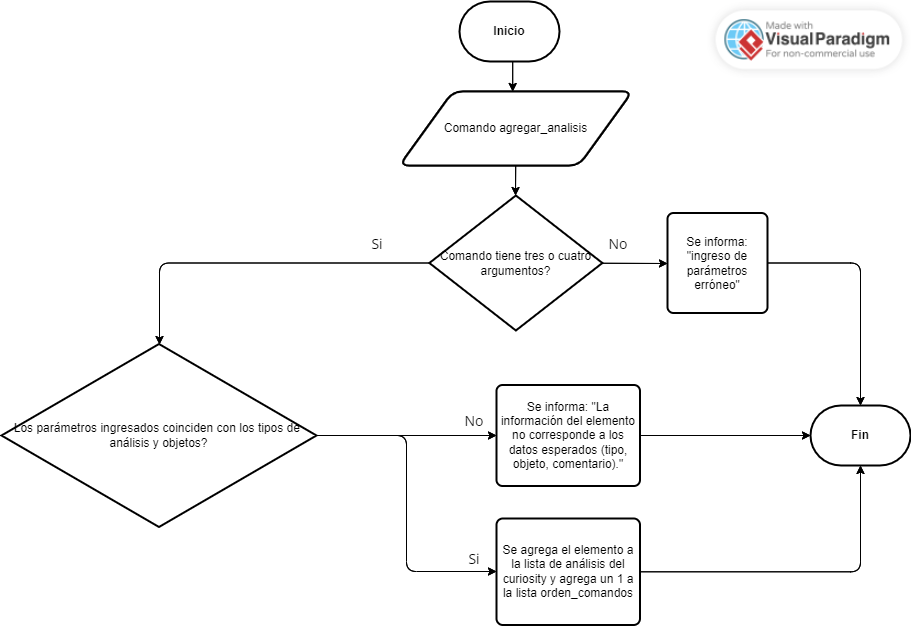 Made with
Visual Paradigm
For non-commercial use
Inicio
Comando agregar_analisis
Comando tiene tres o cuatro
argumentos?
Si
No
Se informa:
"ingreso de
parámetros
erróneo"
Los parámetros ingresados coinciden con los tipos de
análisis y objetos?
No
Se informa: "La
información del elemento
no corresponde a los
datos esperados (tipo,
objeto, comentario)."
Fin
Si
Se agrega el elemento a
la lista de análisis del
curiosity y agrega un 1 a
la lista orden_comandos